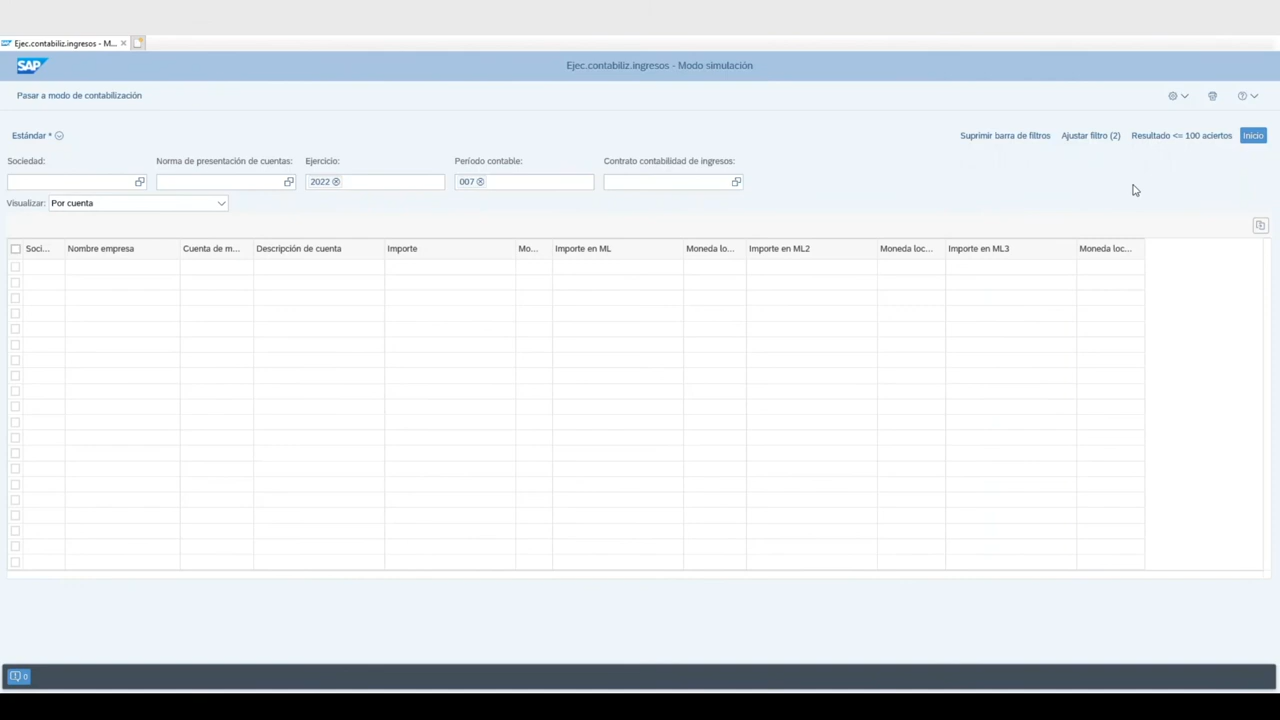 Ejec.contabiliz.ingresos - M...
SAP
Ejec.contabiliz.ingresos - Modo simulación
Pasar a modo de contabilización
Estándar *
Suprimir barra de filtros
Ajustar filtro (2)
Resultado <= 100 aciertos
Inicio
Sociedad:
Norma de presentación de cuentas:
Ejercicio:
Período contable:
Contrato contabilidad de ingresos:
2022
007
Visualizar:
Por cuenta
Soci...
Nombre empresa
Cuenta de m...
Descripción de cuenta
Importe
Mo...
Importe en ML
Moneda lo...
Importe en ML2
Moneda loc...
Importe en ML3
Moneda loc...
0